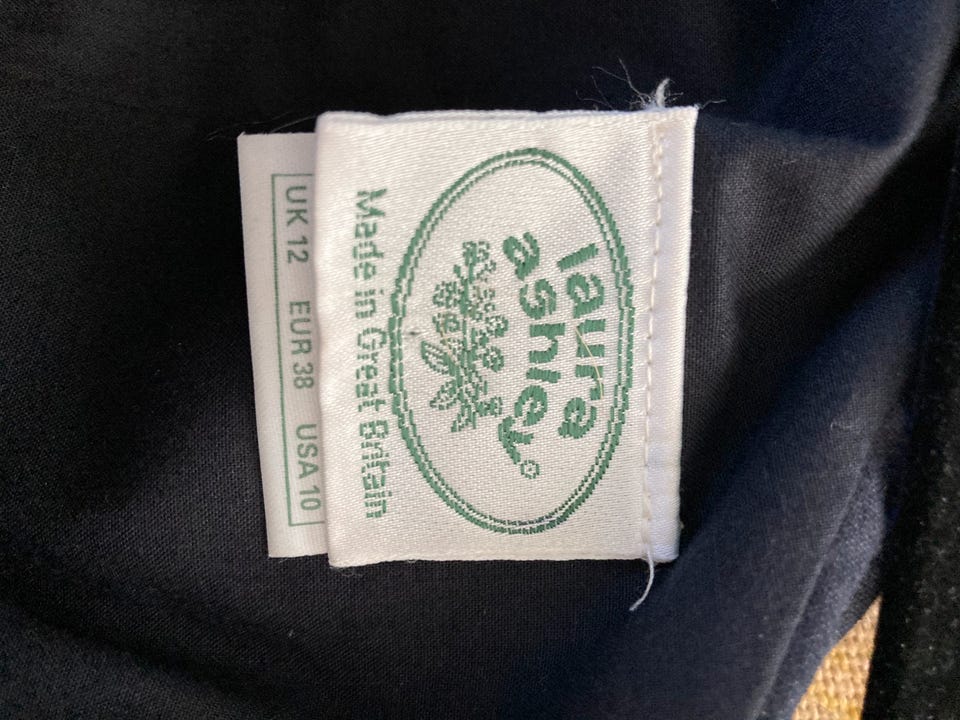 laura
ashley®
Made in Great Britain
UK 12 EUR 38 USA 10